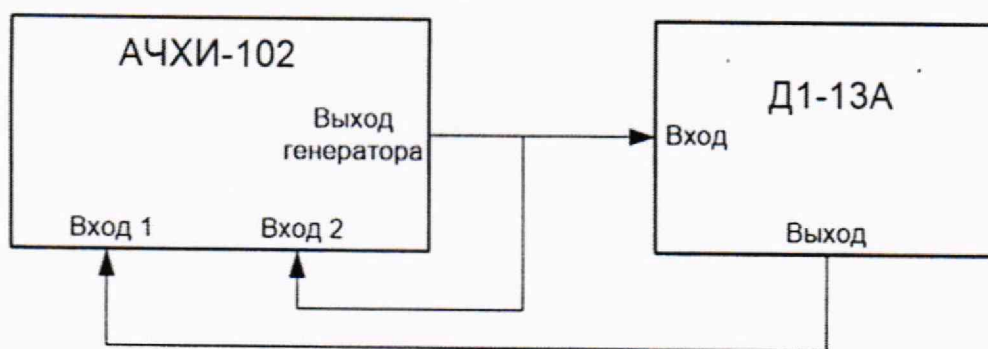 АЧХИ-102
Выход
генератора
Вход 1
Вход 2
Д1-13А
Вход
Выход